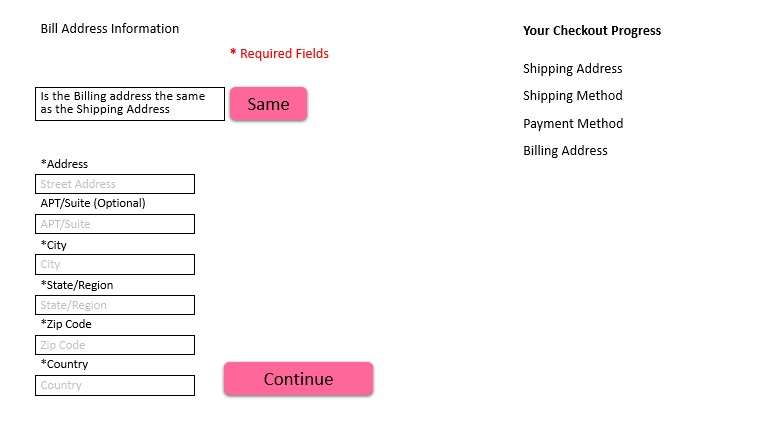 Bill Address Information
* Required Fields
Is the Billing address the same
as the Shipping Address
Same
*Address
Street Address
APT/Suite (Optional)
APT/Suite
*City
City
*State/Region
State/Region
*Zip Code
Zip Code
*Country
Country
Continue
Your Checkout Progress
Shipping Address
Shipping Method
Payment Method
Billing Address